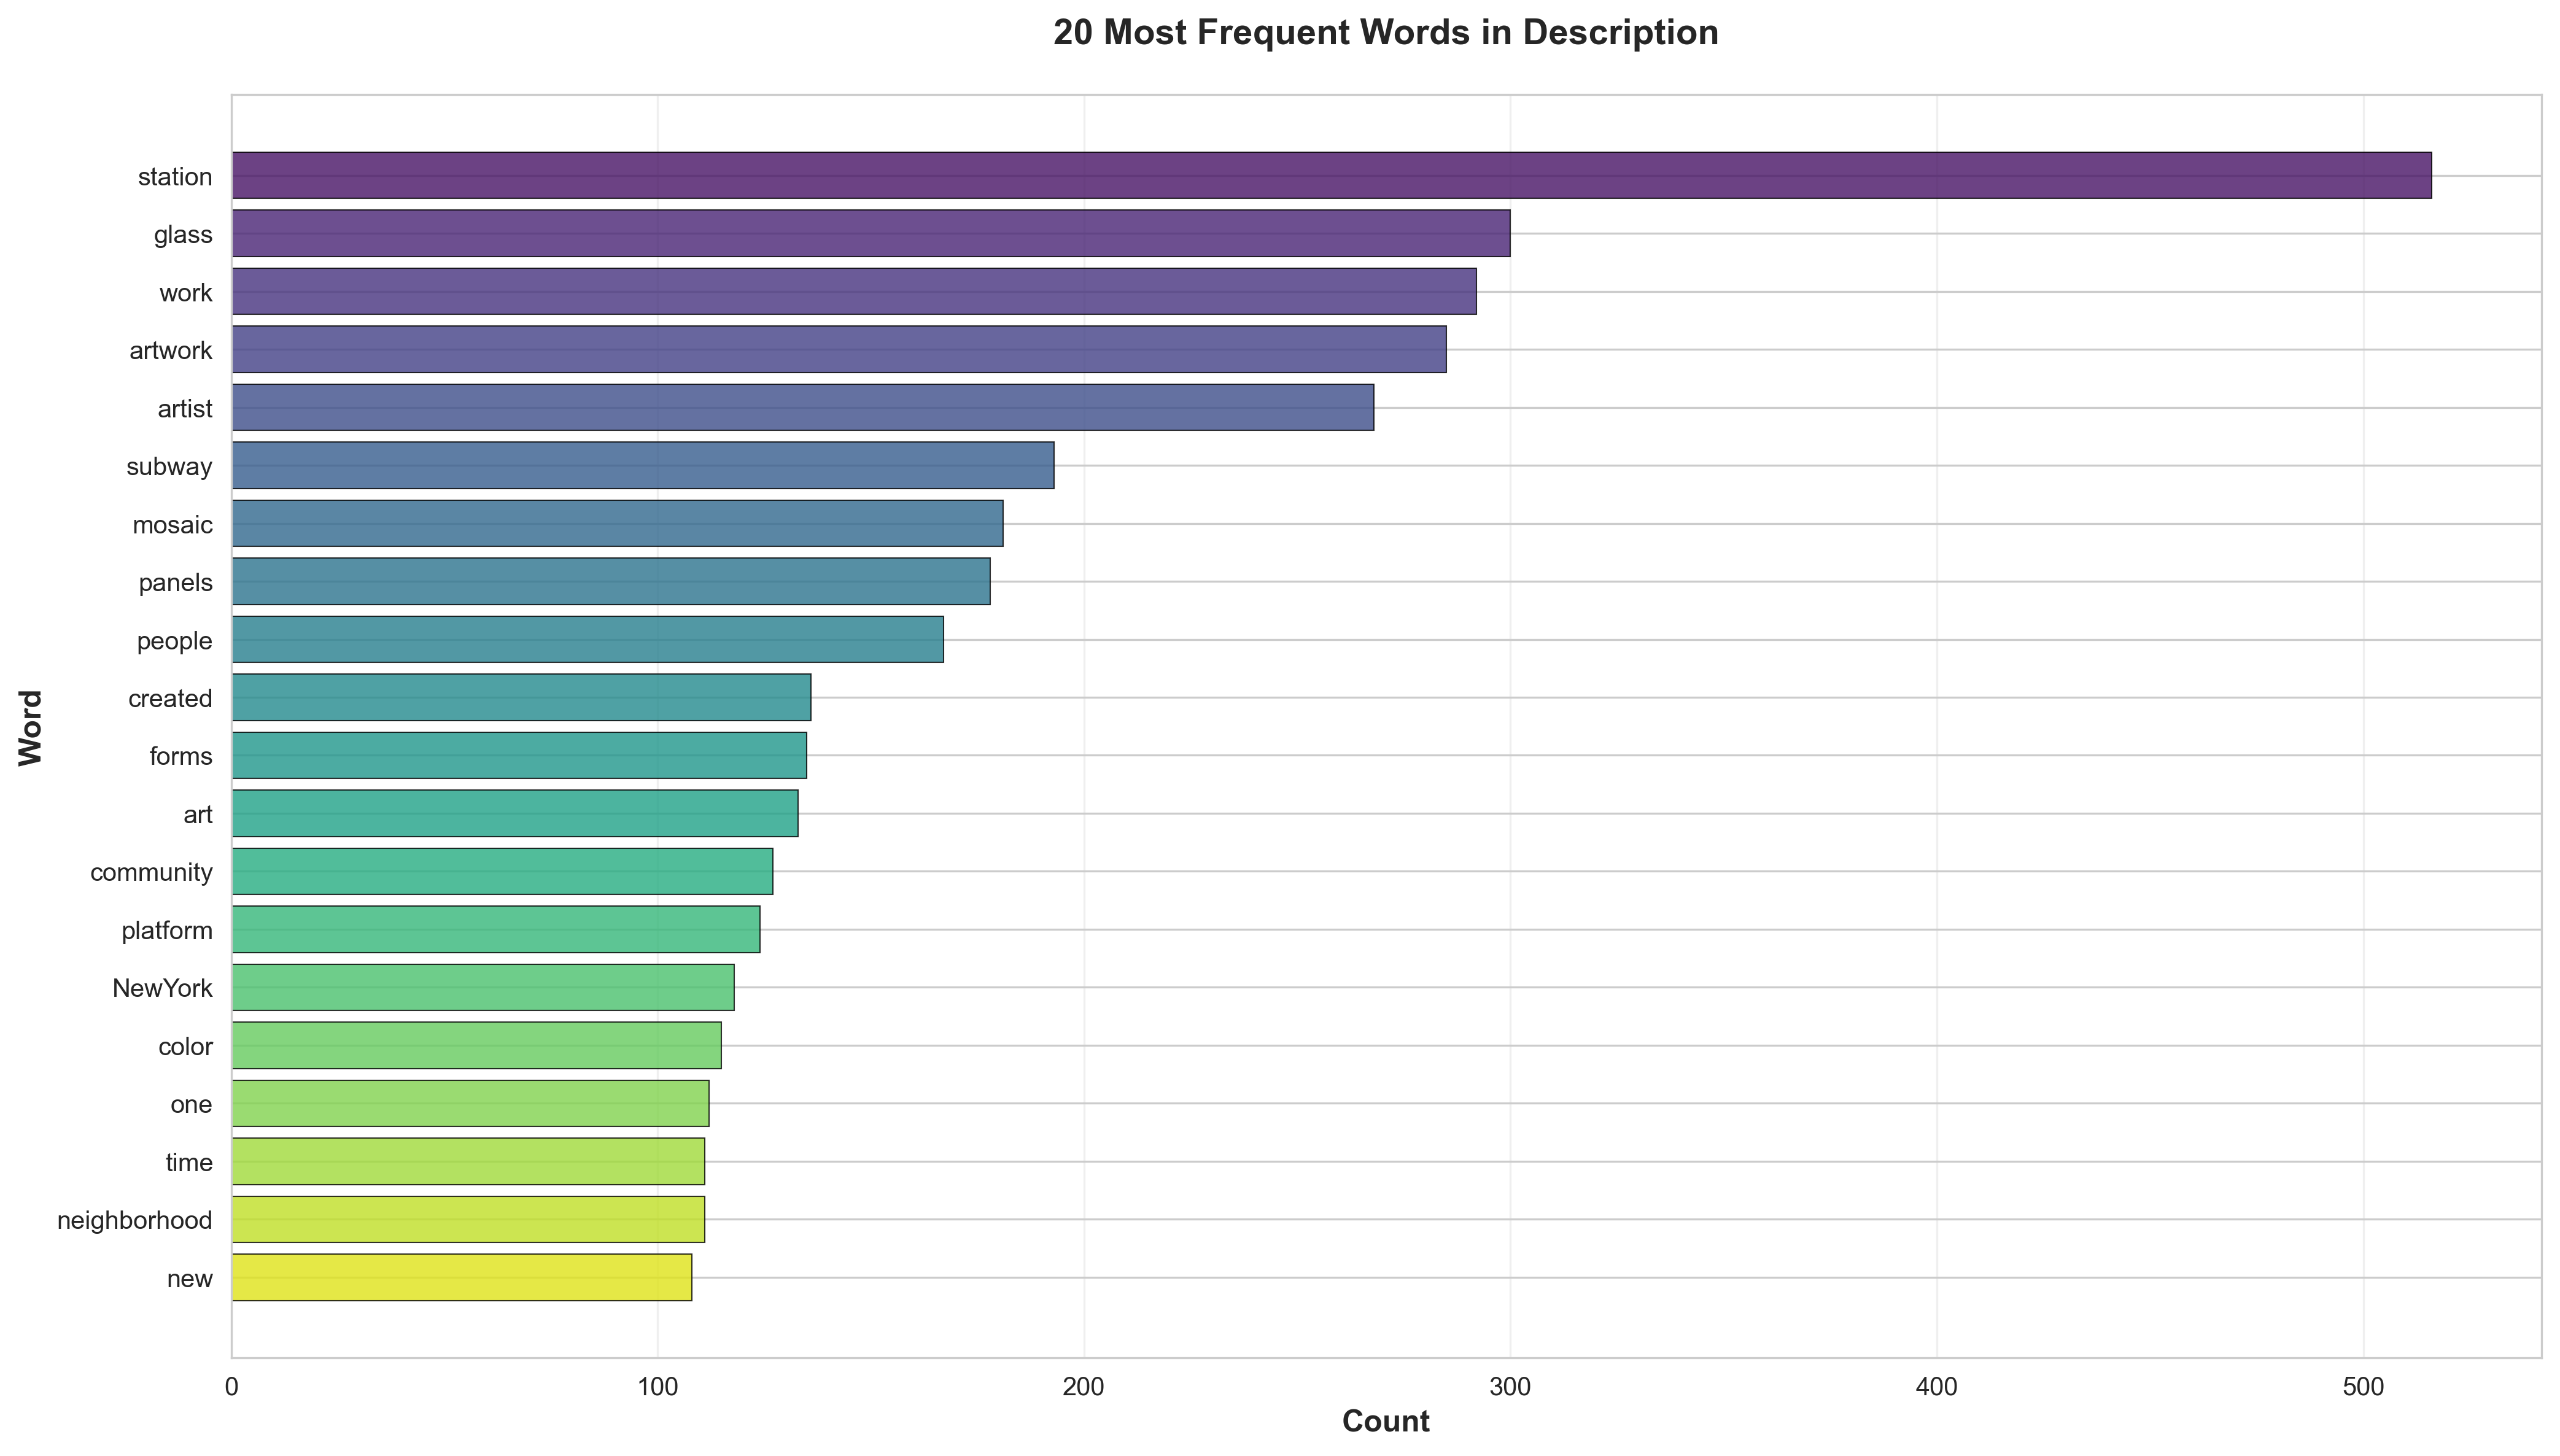 20 Most Frequent Words in Description
station
glass
work
artwork
artist
subway
mosaic
panels
people
created
forms
art
community
platform
NewYork
color
one
time
neighborhood
new
Word
0 100 200 300 400 500
Count